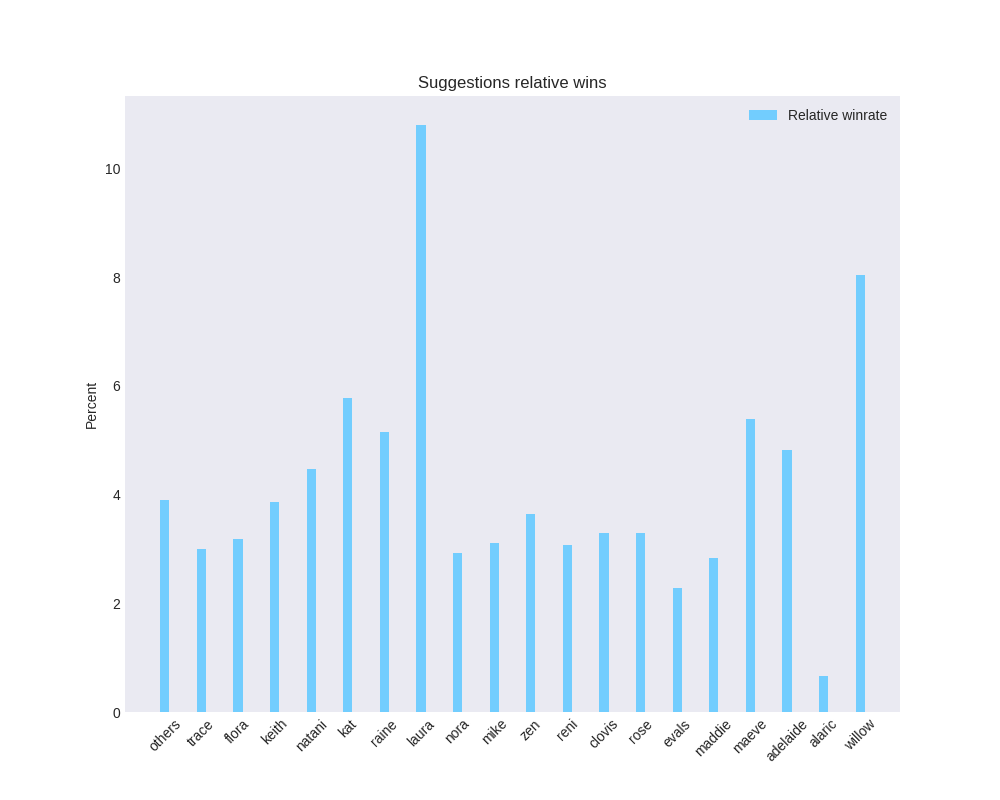 Suggestions relative wins
Relative winrate
Percent
10
8
6
4
2
0
others
trace
flora
keith
natani
kat
raine
laura
nora
mike
zen
reni
clovis
rose
evals
maddie
maeve
adelaide
alaric
willow